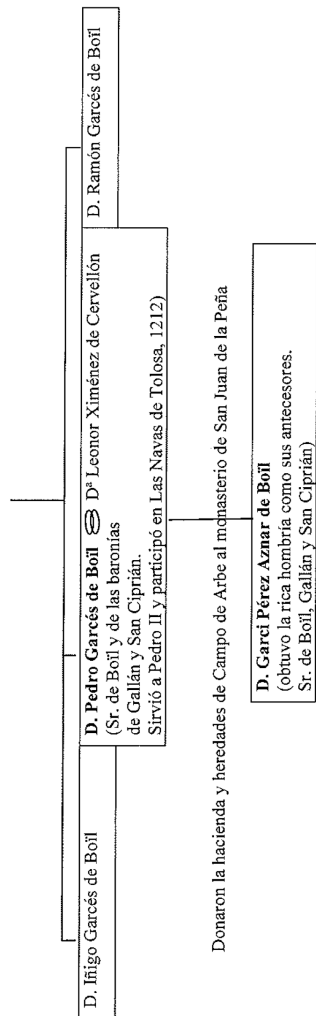 D. Iñigo Garcés de Boïl
D. Pedro Garcés de Boïl Dª Leonor Ximénez de Cervellón
(Sr. de Boïl y de las baronías
de Gallán y San Ciprián.
Sirvió a Pedro II y participó en Las Navas de Tolosa, 1212)
D. Ramón Garcés de Boïl
Donaron la hacienda y heredades de Campo de Arbe al monasterio de San Juan de la Peña
D. Garci Pérez Aznar de Boïl
(obtuvo la rica hombría como sus antecesores.
Sr. de Boïl, Gallán y San Ciprián)